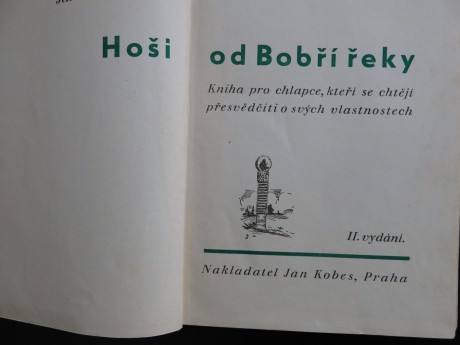 Hoši od Bobří řeky
Kniha pro chlapce, kteří se chtějí
přesvědčiti o svých vlastnostech
II. vydání.
Nakladatel Jan Kobes, Praha